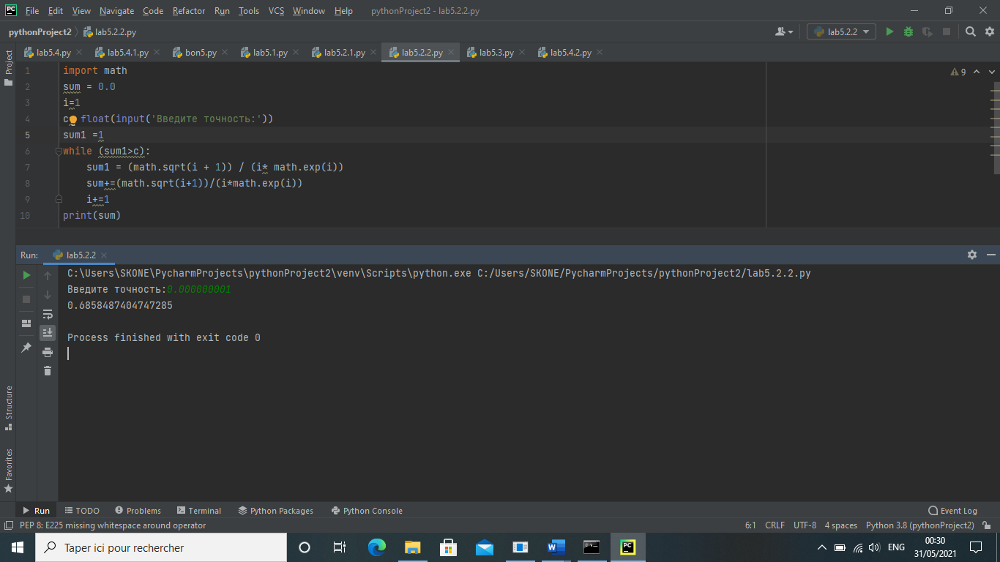 File Edit View Navigate Code Refactor Run Tools VCS Window Help pythonProject2 - lab5.2.2.py
pythonProject2 lab5.2.2.py lab5.2.2
lab5.4.py lab5.4.1.py bon5.py lab5.1.py lab5.2.1.py lab5.2.2.py lab5.3.py lab5.4.2.py
Project
1 import math
9
2 sum = 0.0
3 i=1
4 c float(input('Введите точность:'))
5 sum1 =1
6 while (sum1>c):
7 sum1 = (math.sqrt(i + 1)) / (i* math.exp(i))
8 sum+=(math.sqrt(i+1))/(i*math.exp(i))
9 i+=1
10 print(sum)
Run: lab5.2.2
C:\Users\SKONE\PycharmProjects\pythonProject2\venv\Scripts\python.exe C:/Users/SKONE/PycharmProjects/pythonProject2/lab5.2.2.py
Введите точность:0.000000001
0.6858487404747285
Process finished with exit code 0
Structure
Favorites
Run TODO Problems Terminal Python Packages Python Console Event Log
PEP 8: E225 missing whitespace around operator 6:1 CRLF UTF-8 4 spaces Python 3.8 (pythonProject2)
Taper ici pour rechercher
ENG
00:30
31/05/2021